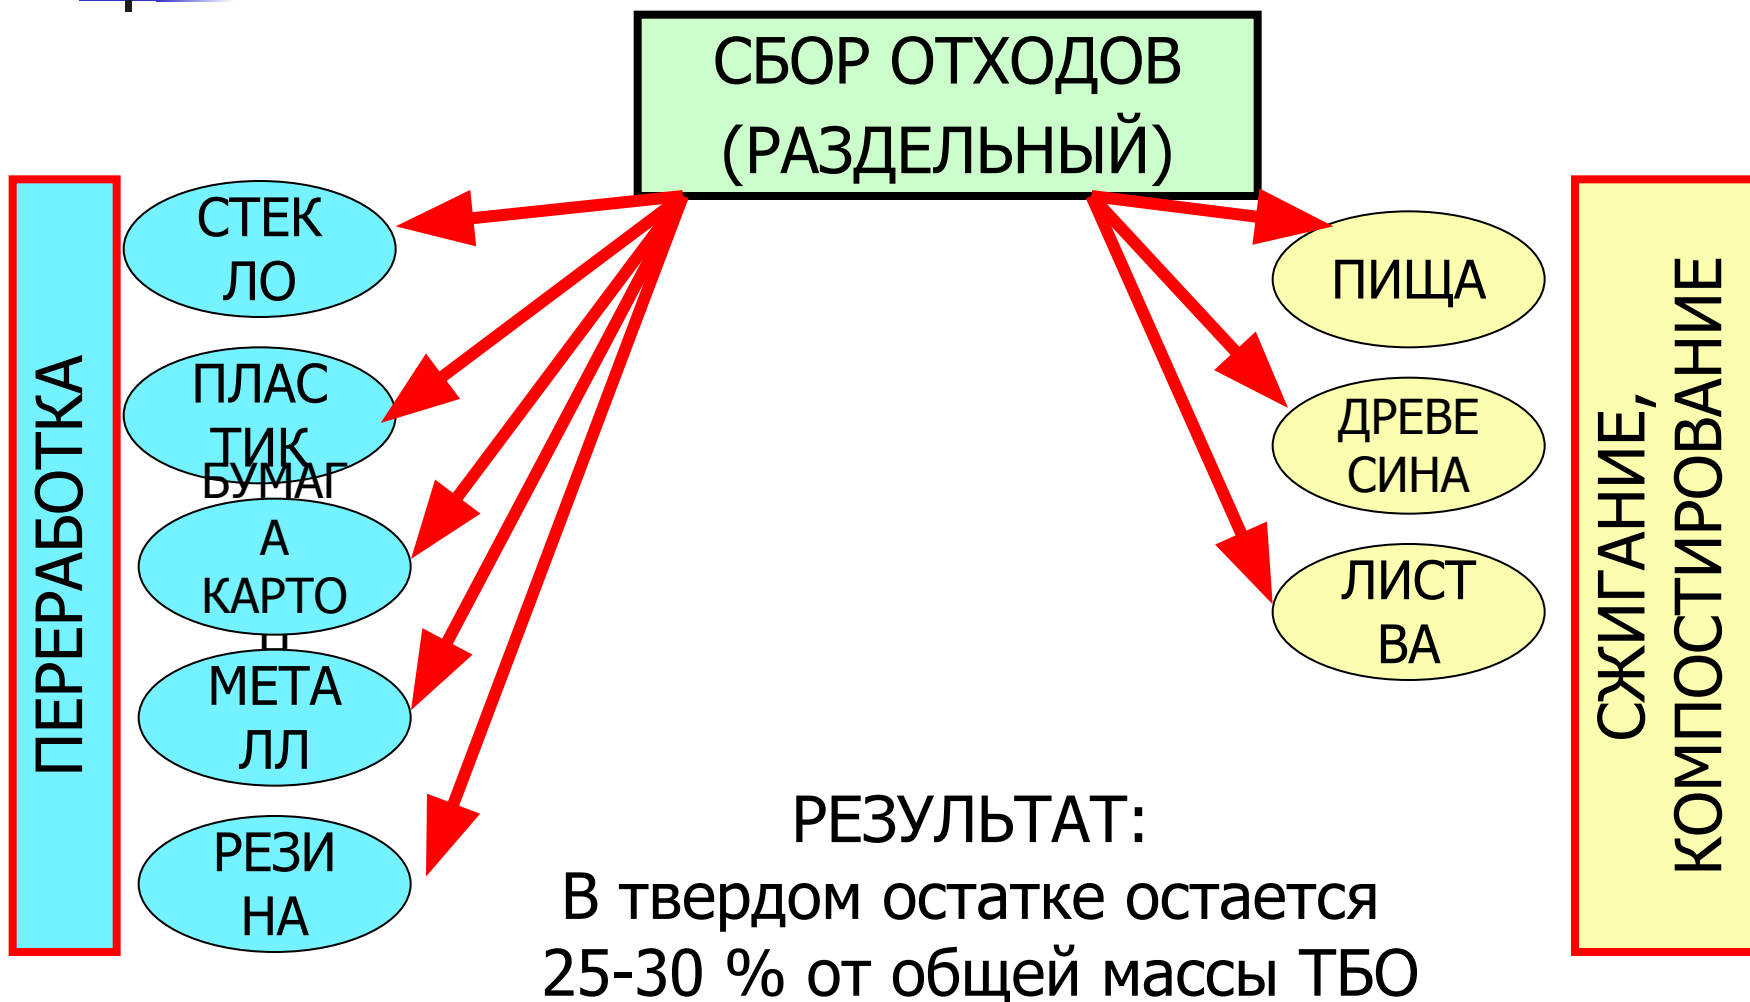 СБОР ОТХОДОВ
(РАЗДЕЛЬНЫЙ)
ПЕРЕРАБОТКА
СТЕК
ЛО
ПЛАС
ТИК
БУМАГ
А
КАРТО
Н
МЕТА
ЛЛ
РЕЗИ
НА
ПИЩА
ДРЕВЕ
СИНА
ЛИСТ
ВА
СЖИГАНИЕ,
КОМПОСТИРОВАНИЕ
РЕЗУЛЬТАТ:
В твердом остатке остается
25-30 % от общей массы ТБО